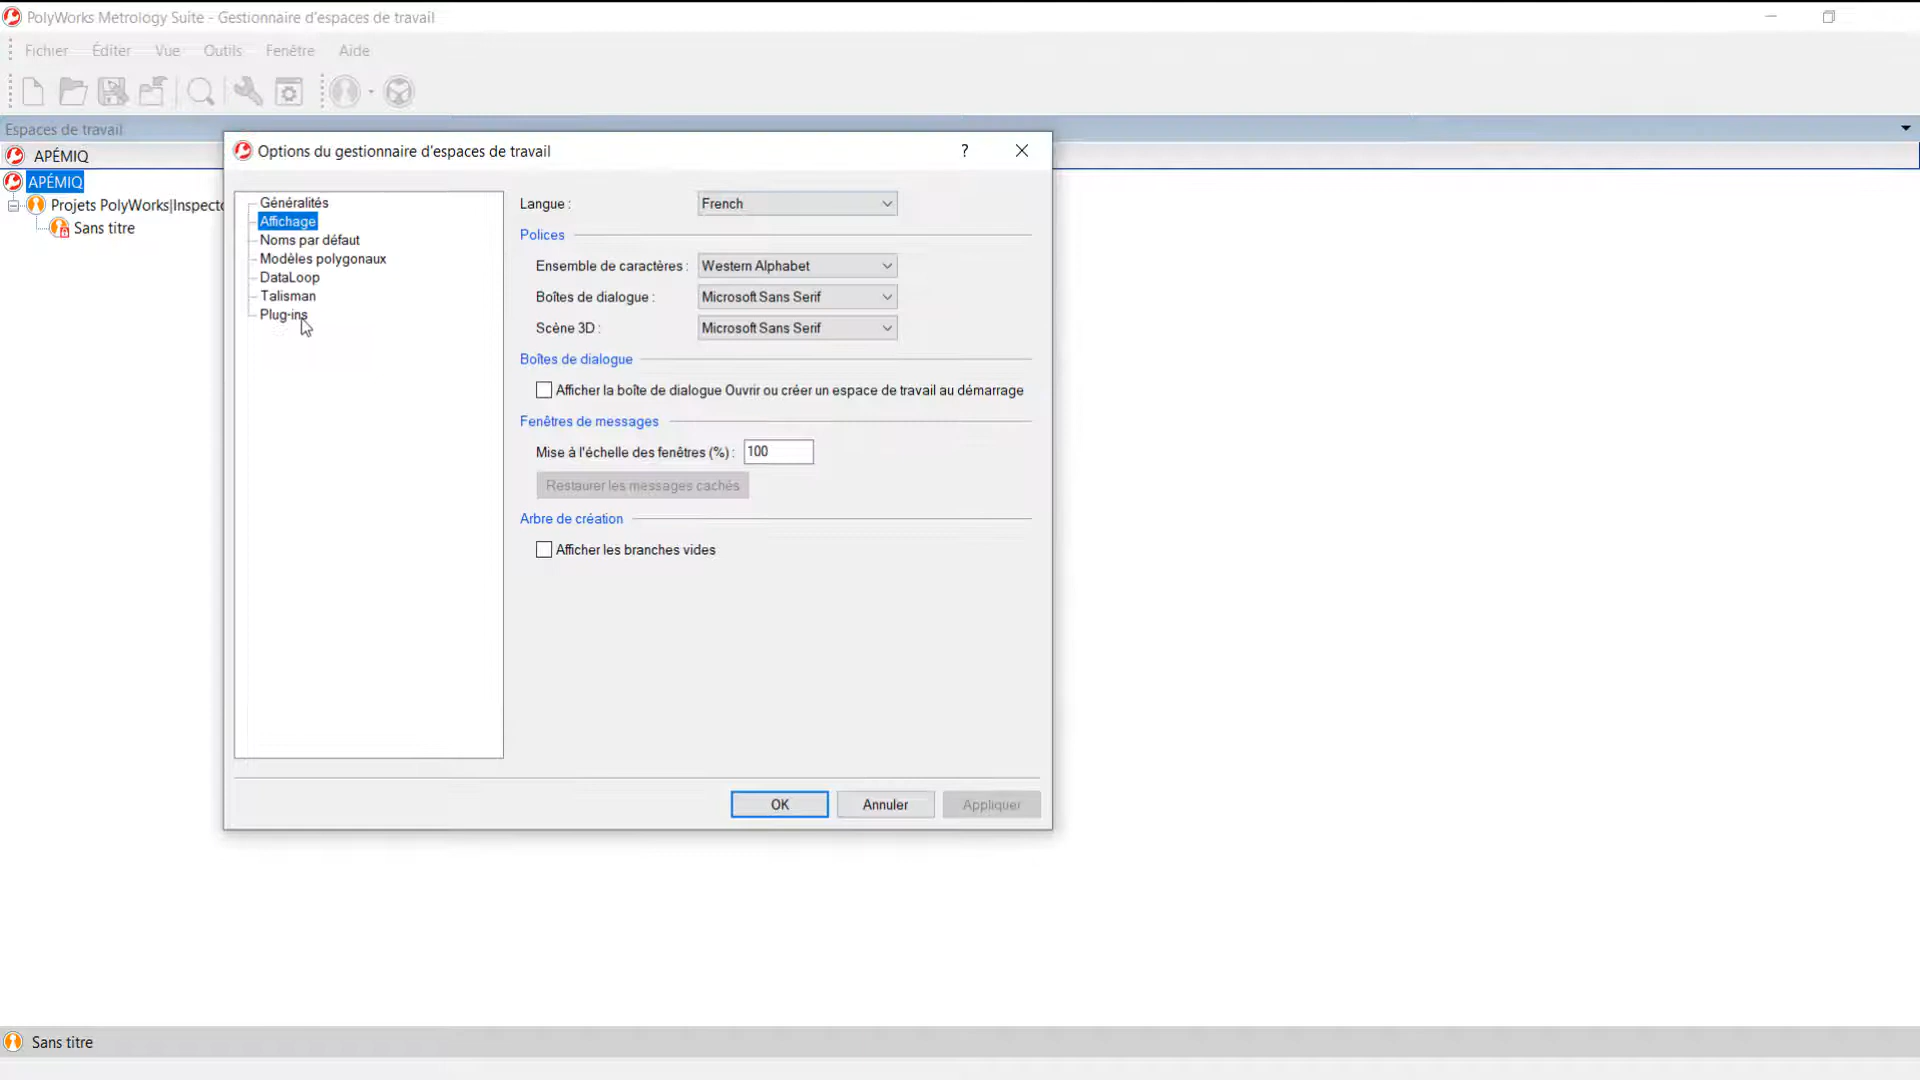 PolyWorks Metrology Suite - Gestionnaire d'espaces de travail
Fichier Éditer Vue Outils Fenêtre Aide
Espaces de travail
APÉMIQ
APÉMIQ
Projets PolyWorks|Inspecto
Sans titre
Options du gestionnaire d'espaces de travail ?
Généralités
Affichage
Noms par défaut
Modèles polygonaux
DataLoop
Talisman
Plug-ins
Langue : French
Polices
Ensemble de caractères : Western Alphabet
Boîtes de dialogue : Microsoft Sans Serif
Scène 3D : Microsoft Sans Serif
Boîtes de dialogue
Afficher la boîte de dialogue Ouvrir ou créer un espace de travail au démarrage
Fenêtres de messages
Mise à l'échelle des fenêtres (%) : 100
Restaurer les messages cachés
Arbre de création
Afficher les branches vides
OK Annuler Appliquer
Sans titre